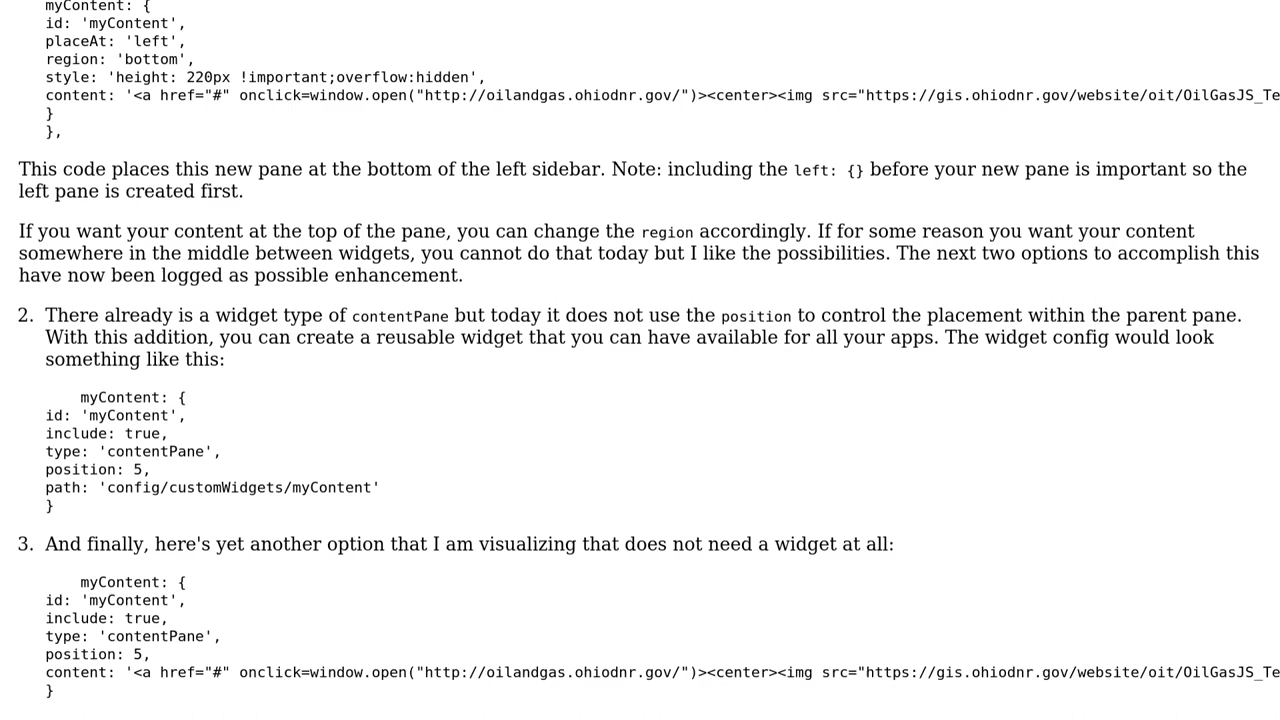 myContent: {
id: 'myContent',
placeAt: 'left',
region: 'bottom',
style: 'height: 220px !important;overflow:hidden',
content: '<a href="#" onclick=window.open("http://oilandgas.ohiodnr.gov/")><center><img src="https://gis.ohiodnr.gov/website/oit/OilGasJS_Te
}
},
This code places this new pane at the bottom of the left sidebar. Note: including the left: {} before your new pane is important so the
left pane is created first.
If you want your content at the top of the pane, you can change the region accordingly. If for some reason you want your content
somewhere in the middle between widgets, you cannot do that today but I like the possibilities. The next two options to accomplish this
have now been logged as possible enhancement.
2. There already is a widget type of contentPane but today it does not use the position to control the placement within the parent pane.
With this addition, you can create a reusable widget that you can have available for all your apps. The widget config would look
something like this:
myContent: {
id: 'myContent',
include: true,
type: 'contentPane',
position: 5,
path: 'config/customWidgets/myContent'
}
3. And finally, here's yet another option that I am visualizing that does not need a widget at all:
myContent: {
id: 'myContent',
include: true,
type: 'contentPane',
position: 5,
content: '<a href="#" onclick=window.open("http://oilandgas.ohiodnr.gov/")><center><img src="https://gis.ohiodnr.gov/website/oit/OilGasJS_Te
}